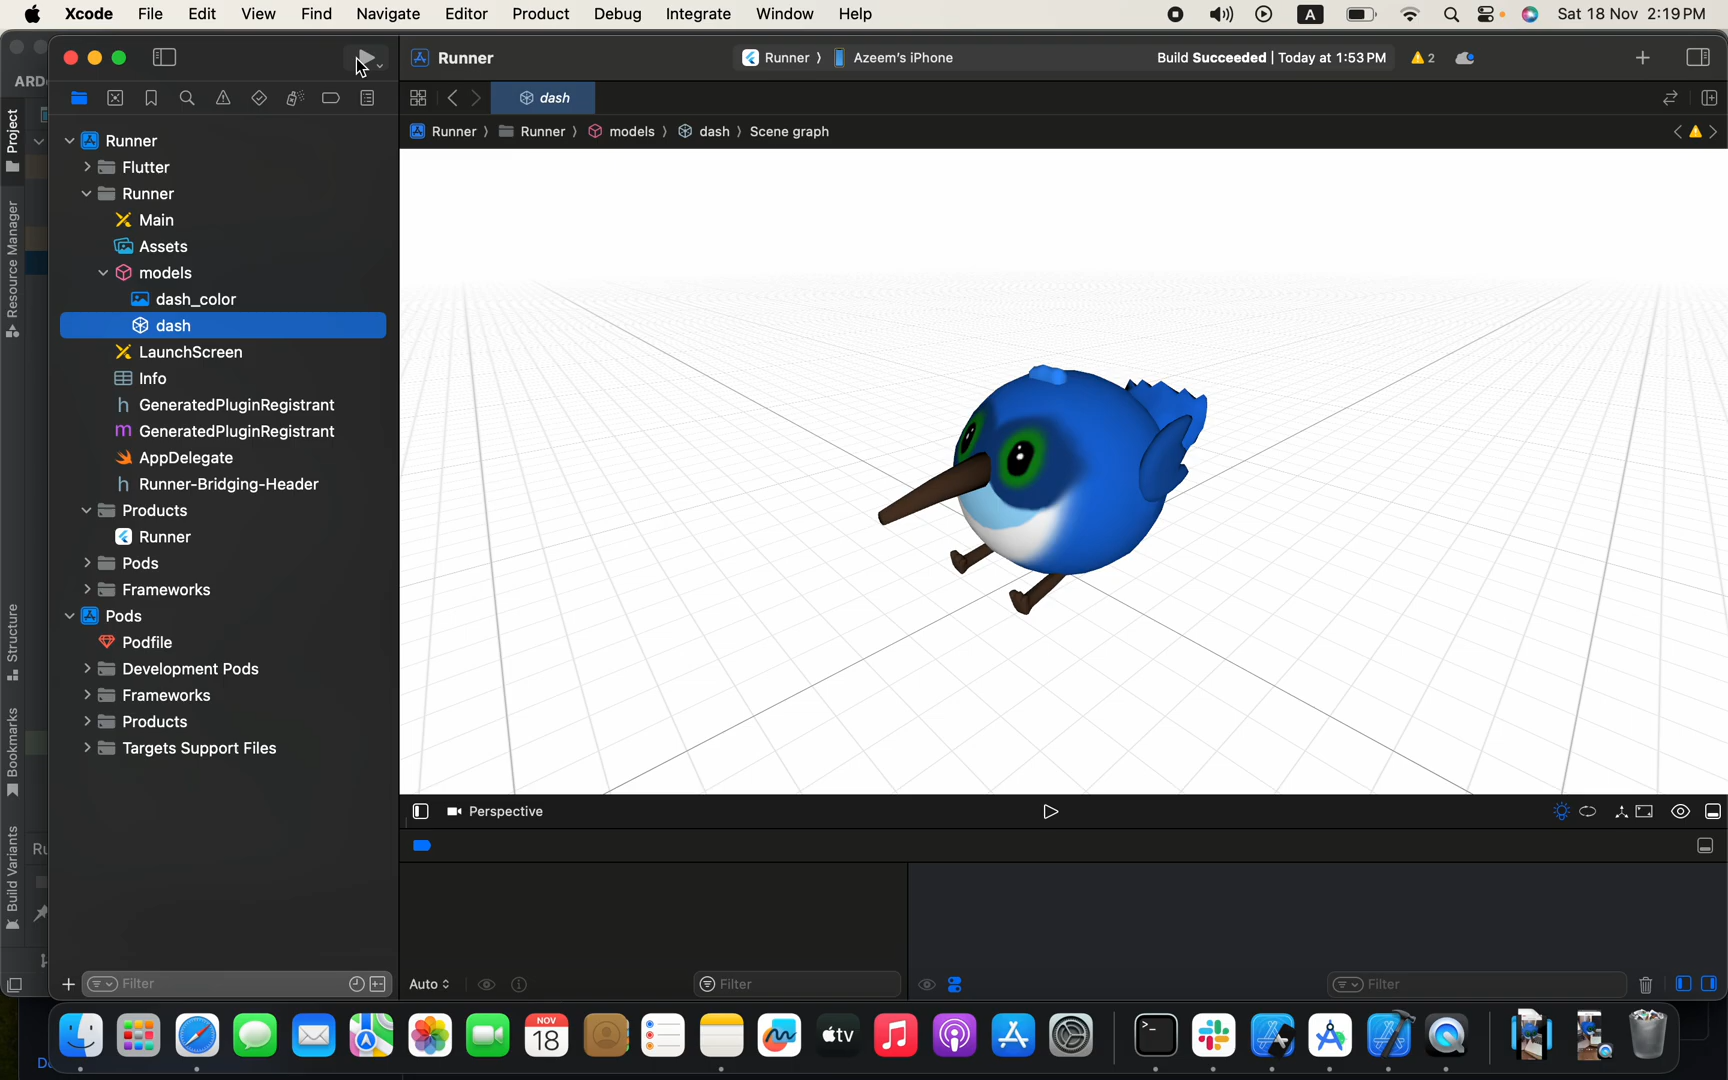 Xcode File Edit View Find Navigate Editor Product Debug Integrate Window Help A Sat 18 Nov 2:19 PM
Runner Runner Azeem's iPhone Build Succeeded | Today at 1:53 PM 2
dash
Runner Runner models dash Scene graph
Project
Resource Manager
Structure
Bookmarks
Build Variants
Runner
Flutter
Runner
Main
Assets
models
dash_color
dash
LaunchScreen
Info
h GeneratedPluginRegistrant
m GeneratedPluginRegistrant
AppDelegate
h Runner-Bridging-Header
Products
Runner
Pods
Frameworks
Pods
Podfile
Development Pods
Frameworks
Products
Targets Support Files
Perspective
Filter
Auto Filter Filter
NOV
18
tv